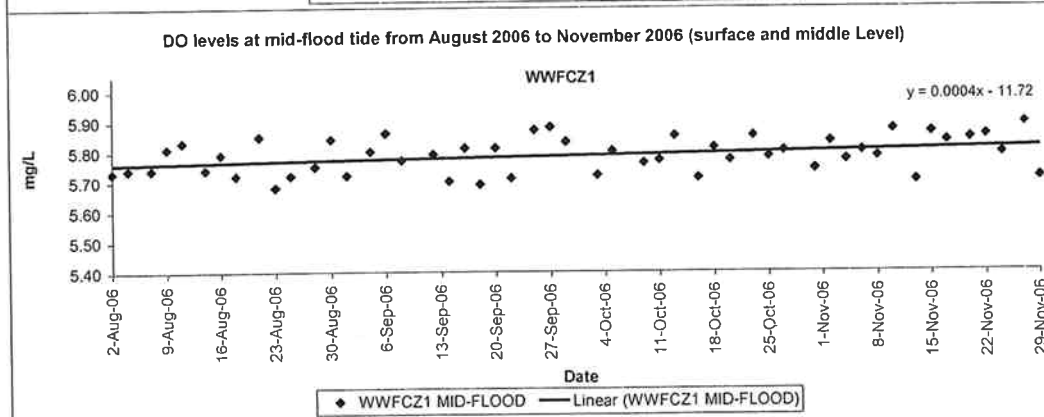 DO levels at mid-flood tide from August 2006 to November 2006 (surface and middle Level)
WWFCZ1
y = 0.0004x - 11.72
mg/L
6.00
5.90
5.80
5.70
5.60
5.50
5.40
2-Aug-06
9-Aug-06
16-Aug-06
23-Aug-06
30-Aug-06
6-Sep-06
13-Sep-06
20-Sep-06
27-Sep-06
4-Oct-06
11-Oct-06
18-Oct-06
25-Oct-06
1-Nov-06
8-Nov-06
15-Nov-06
22-Nov-06
29-Nov-06
Date
WWFCZ1 MID-FLOOD
Linear (WWFCZ1 MID-FLOOD)